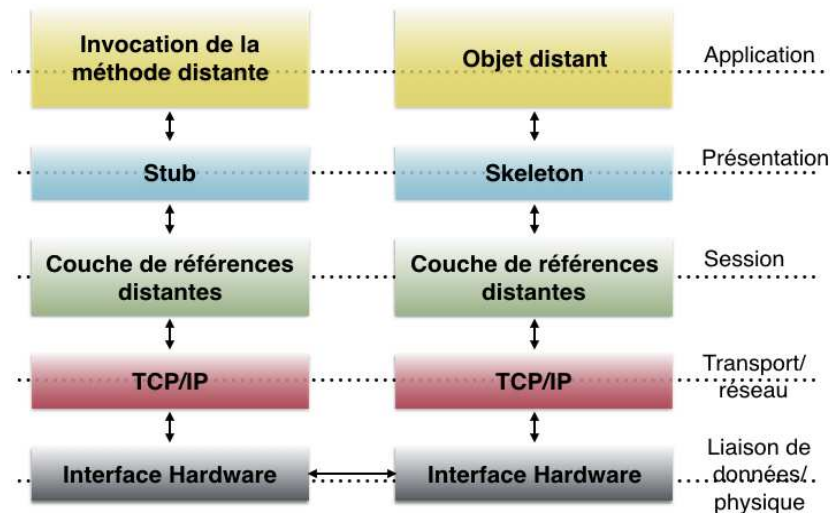 Invocation de la
méthode distante
Objet distant
Application
Stub
Skeleton
Présentation
Couche de références
distantes
Couche de références
distantes
Session
TCP/IP
TCP/IP
Transport/
réseau
Interface Hardware
Interface Hardware
Liaison de
données/
physique